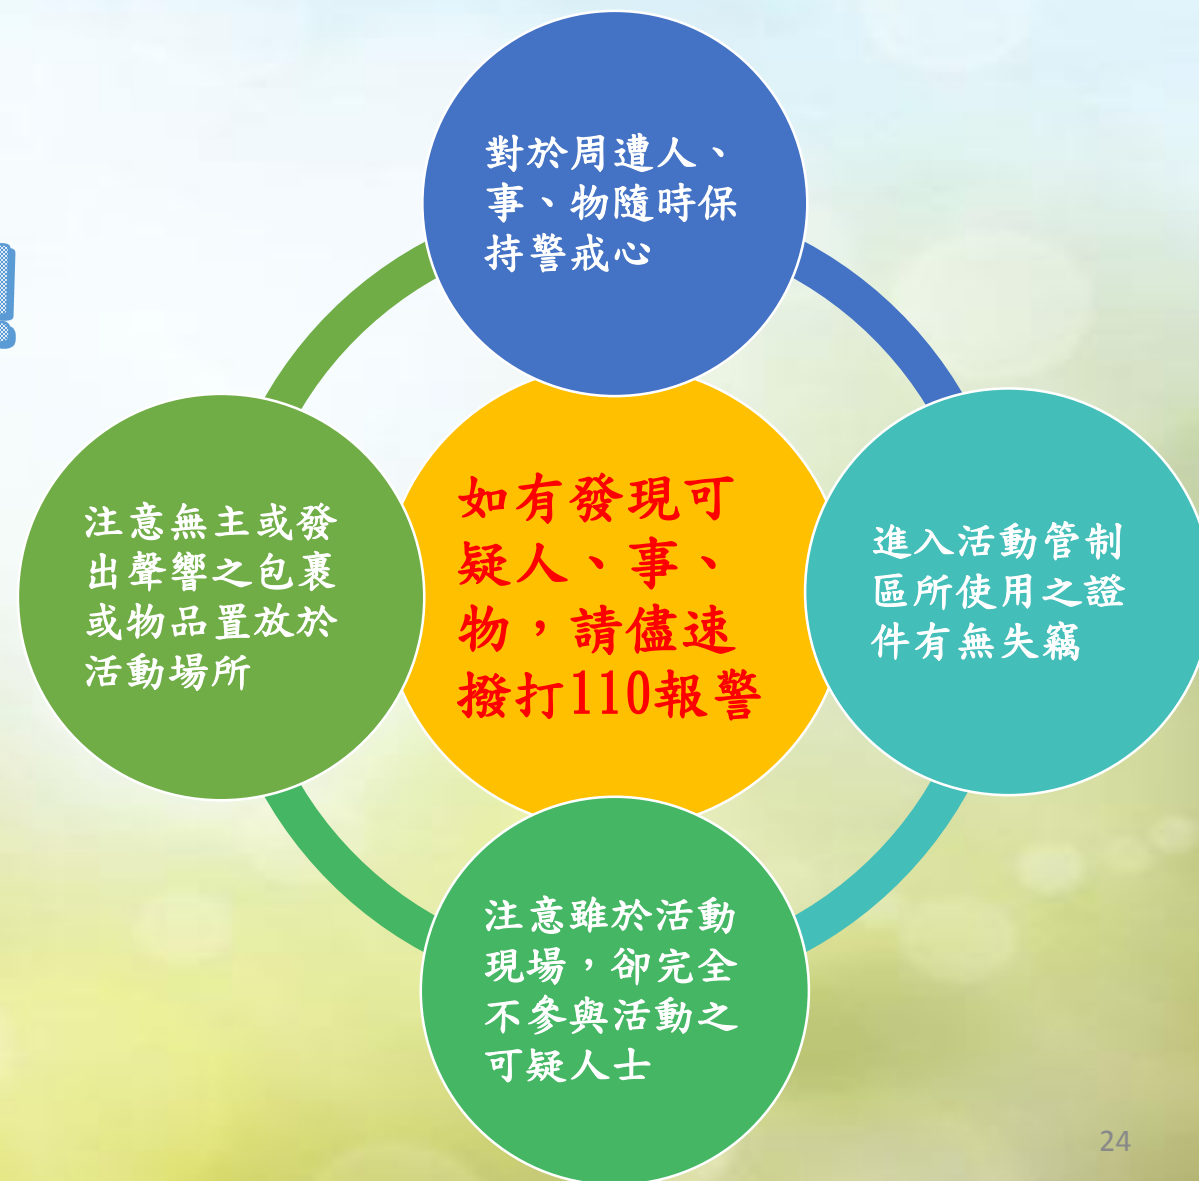 對於周遭人、
事、物隨時保
持警戒心
！
如有發現可
疑人、事、
物，請儘速
撥打110報警
注意無主或發
出聲響之包裹
或物品置放於
活動場所
進入活動管制
區所使用之證
件有無失竊
注意雖於活動
現場，卻完全
不參與活動之
可疑人士
24